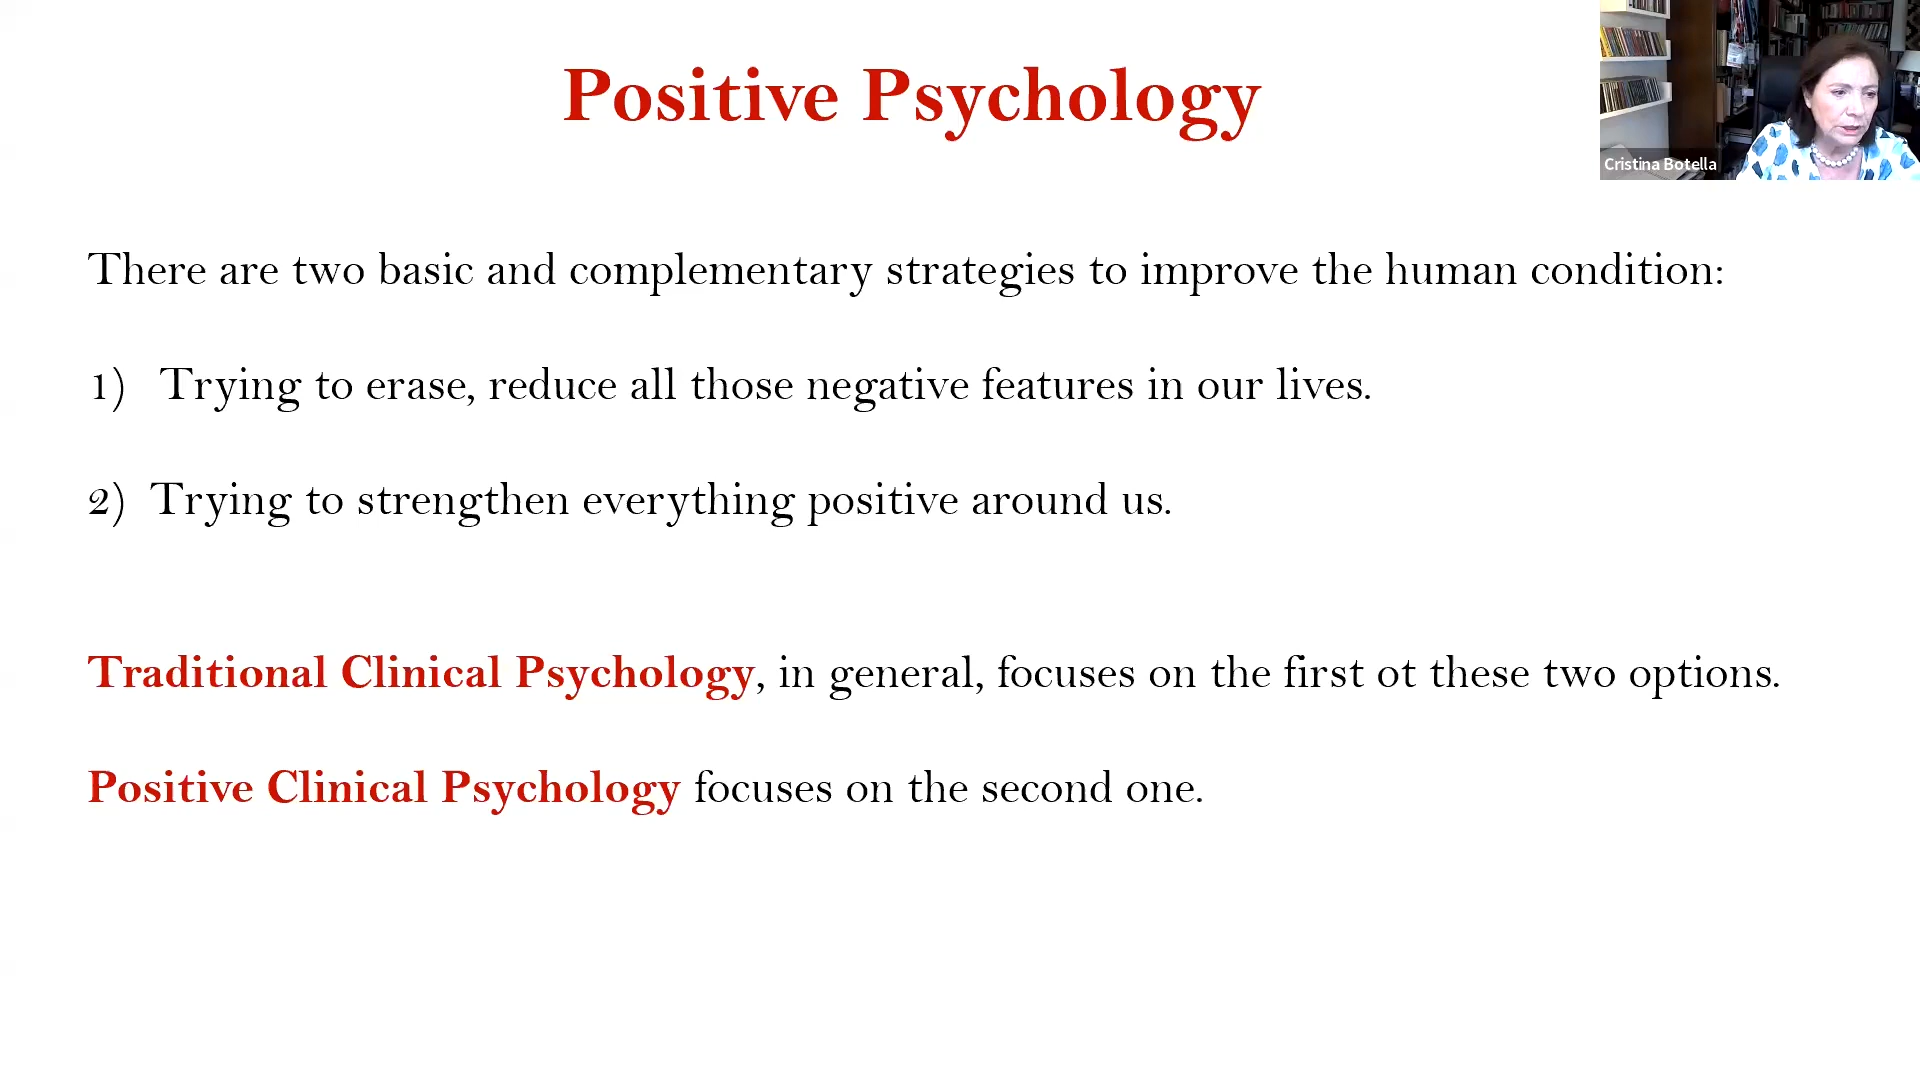 Positive Psychology
Cristina Botella
There are two basic and complementary strategies to improve the human condition:
1) Trying to erase, reduce all those negative features in our lives.
2) Trying to strengthen everything positive around us.
Traditional Clinical Psychology, in general, focuses on the first ot these two options.
Positive Clinical Psychology focuses on the second one.